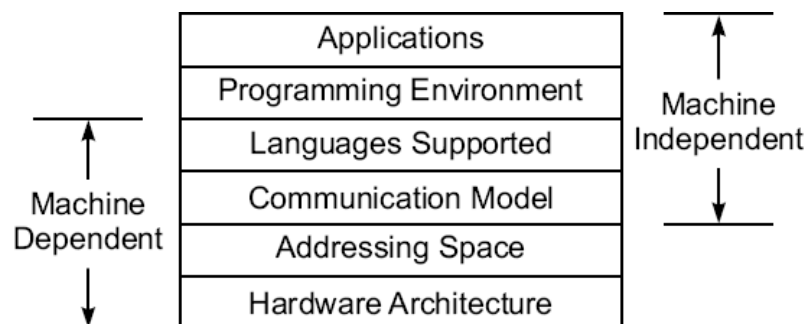 Applications
Programming Environment
Languages Supported
Communication Model
Addressing Space
Hardware Architecture
Machine
Dependent
Machine
Independent